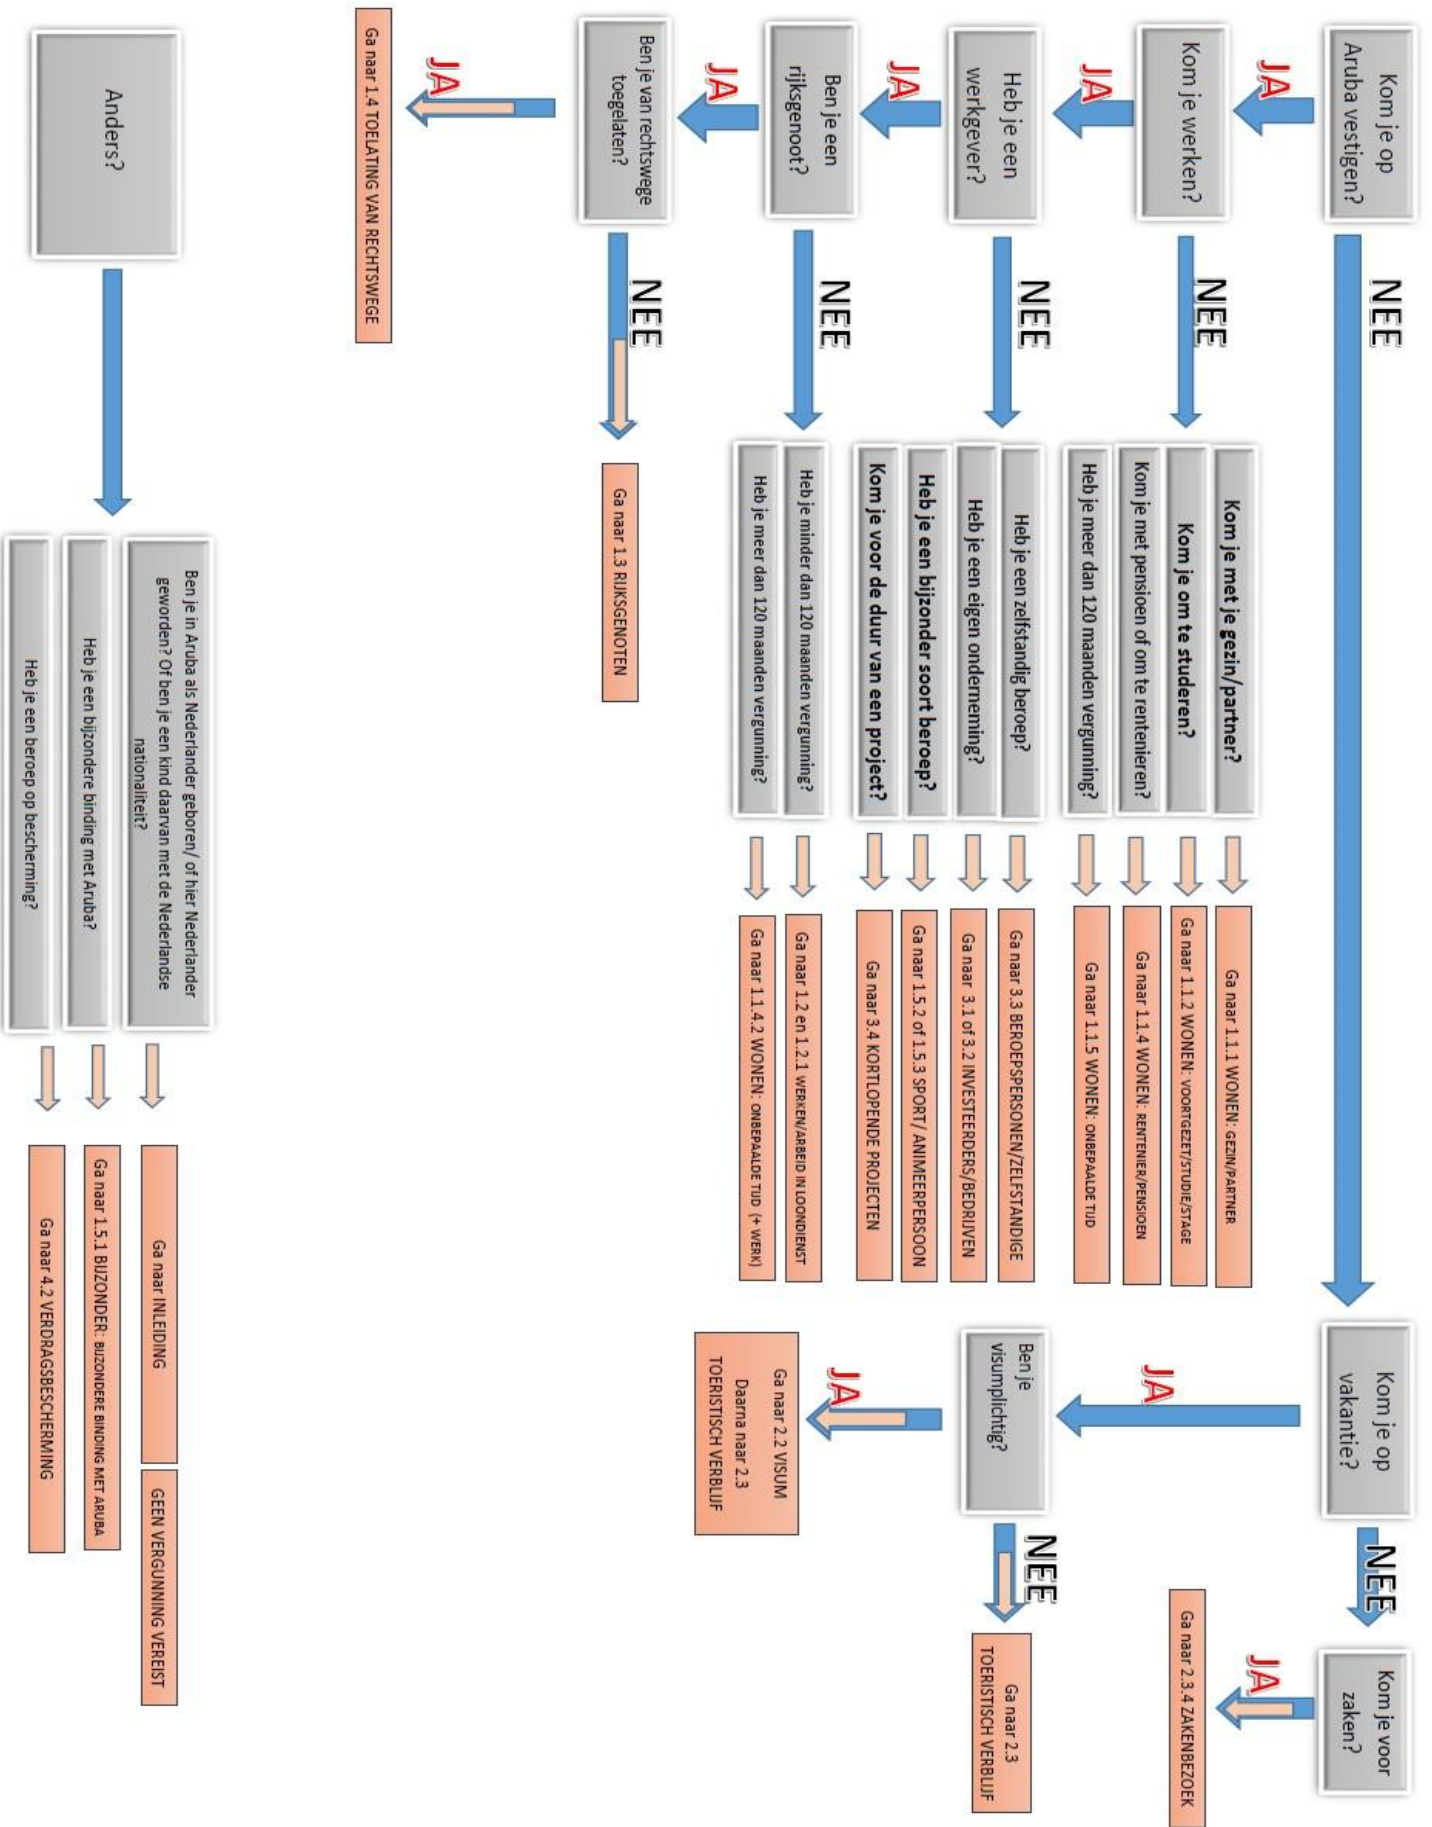 Kom je op
Aruba vestigen?
NEE
Kom je op
vakantie?
NEE
Kom je voor
zaken?
JA
JA
JA
Ga naar 2.3.4 ZAKENBEZOEK
Kom je werken?
NEE
Kom je met je gezin/partner?
Ga naar 1.1.1 WONEN: GEZIN/PARTNER
Kom je om te studeren?
Ga naar 1.1.2 WONEN: VOORTGEZET/STUDIE/STAGE
Kom je met pensioen of om te rentenieren?
Ga naar 1.1.4 WONEN: RENTENIER/PENSIOEN
Heb je meer dan 120 maanden vergunning?
Ga naar 1.1.5 WONEN: ONBEPAALDE TIJD
JA
Heb je een
werkgever?
NEE
Heb je een zelfstandig beroep?
Ga naar 3.3 BEROEPSPERSONEN/ZELFSTANDIGE
Heb je een eigen onderneming?
Ga naar 3.1 of 3.2 INVESTEERDERS/BEDRIJVEN
Heb je een bijzonder soort beroep?
Ga naar 1.5.2 of 1.5.3 SPORT/ ANIMEERPERSOON
Kom je voor de duur van een project?
Ga naar 3.4 KORTLOPENDE PROJECTEN
Ben je
visumplichtig?
NEE
Ga naar 2.3
TOERISTISCH VERBLIJF
JA
JA
Ga naar 2.2 VISUM
Daarna naar 2.3
TOERISTISCH VERBLIJF
Ben je een
rijksgenoot?
NEE
Heb je minder dan 120 maanden vergunning?
Ga naar 1.2 en 1.2.1 WERKEN/ARBEID IN LOONDIENST
Heb je meer dan 120 maanden vergunning?
Ga naar 1.1.4.2 WONEN: ONBEPAALDE TIJD (+ WERK)
JA
Ben je van rechtswege
toegelaten?
NEE
Ga naar 1.3 RIJKSGENOTEN
JA
Ga naar 1.4 TOELATING VAN RECHTSWEGE
Anders?
Ben je in Aruba als Nederlander geboren/ of hier Nederlander
geworden? Of ben je een kind daarvan met de Nederlandse
nationaliteit?
Ga naar INLEIDING
GEEN VERGUNNING VEREIST
Heb je een bijzondere binding met Aruba?
Ga naar 1.5.1 BIJZONDER: BIJZONDERE BINDING MET ARUBA
Heb je een beroep op bescherming?
Ga naar 4.2 VERDRAGSBESCHERMING